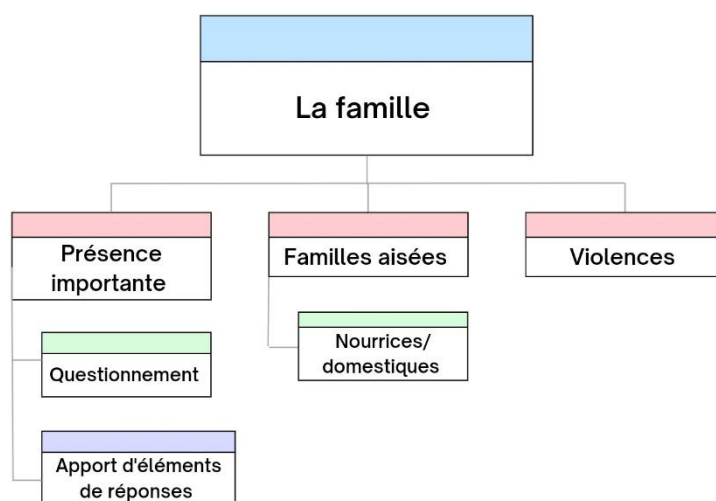 La famille
Présence
importante
Familles aisées
Violences
Questionnement
Nourrices/
domestiques
Apport d'éléments
de réponses